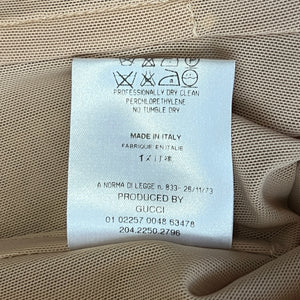 PROFESSIONALLY DRY CLEAN
PERCHLORETHYLENE
NO TUMBLE DRY
MADE IN ITALY
FABRIQUE EN ITALIE
A NORMA DI LEGGE n. 833- 26/11/73
PRODUCED BY
GUCCI
01 02257 0048 63478
204.2250.2796